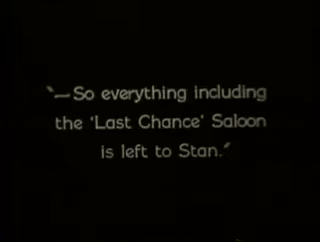 "—So everything including
the 'Last Chance' Saloon
is left to Stan."